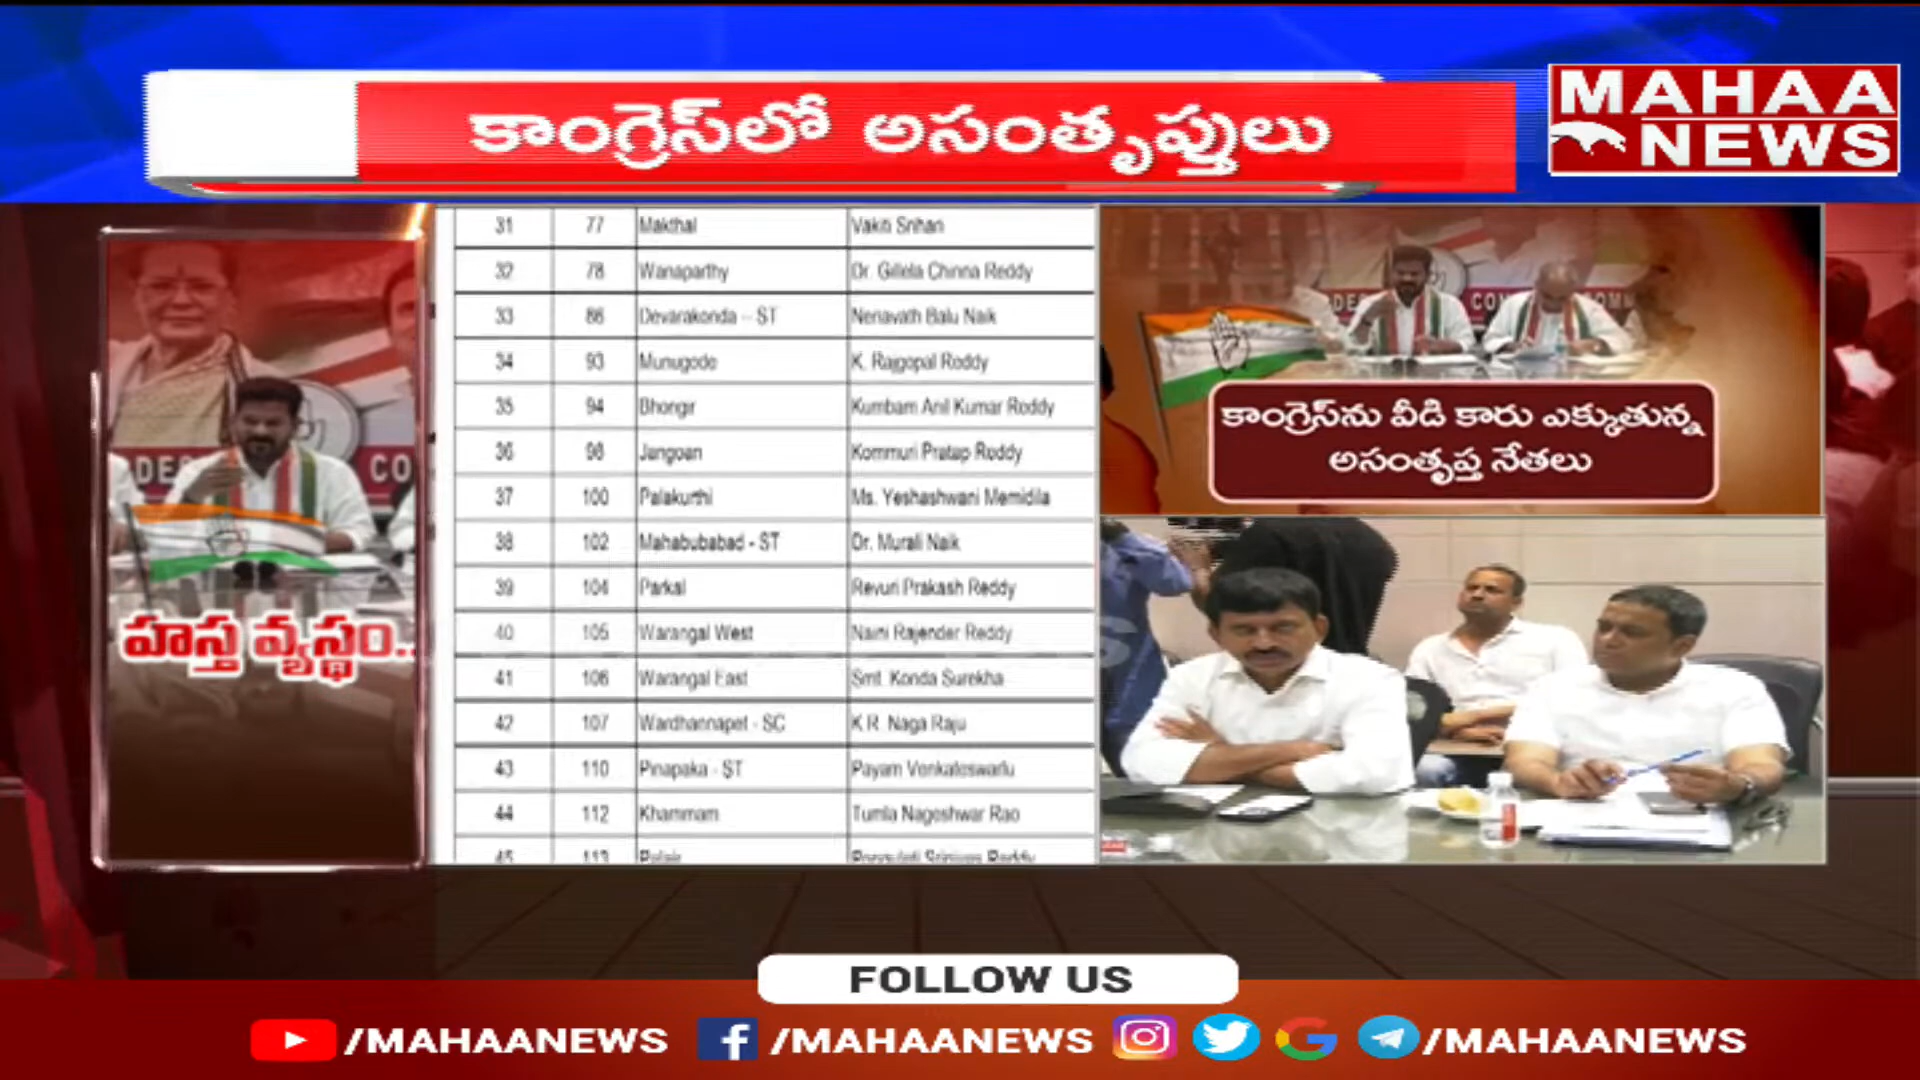 కాంగ్రెస్‌లో అసంతృప్తులు
MAHAA
NEWS
31 77 Makthal Vakiti Srihari
32 78 Wanaparthy Dr. Gillela Chinna Reddy
33 86 Devarakonda – ST Nenavath Balu Naik
34 93 Munugode K. Rajgopal Reddy
35 94 Bhongir Kumbam Anil Kumar Reddy
36 98 Jangoan Kommuri Pratap Reddy
37 100 Palakurthi Ms. Yeshashwani Memidila
38 102 Mahabubabad - ST Dr. Murali Naik
39 104 Parkal Revuri Prakash Reddy
40 105 Warangal West Naini Rajender Reddy
41 106 Warangal East Smt. Konda Surekha
42 107 Wardhannapet - SC K R Naga Raju
43 110 Pinapaka - ST Payam Venkateswarlu
44 112 Khammam Tumla Nageshwar Rao
45 113
కాంగ్రెస్‌ను వీడి కారు ఎక్కుతున్న
అసంతృప్త నేతలు
DE CO
హస్త వ్యస్థం..
FOLLOW US
/MAHAANEWS /MAHAANEWS /MAHAANEWS